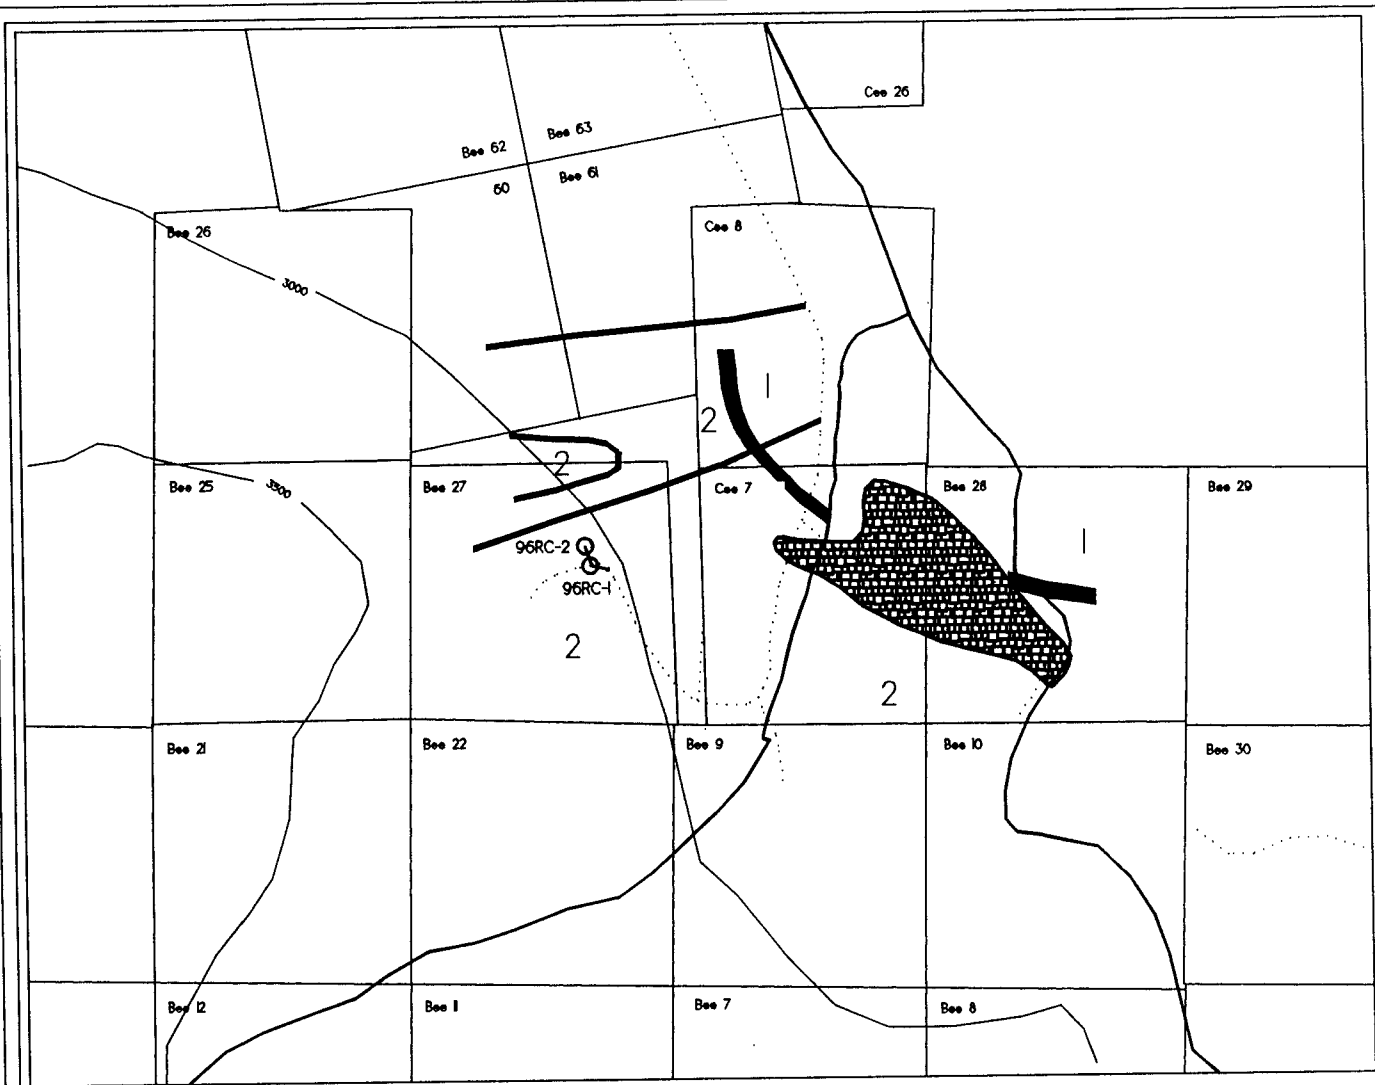 Cee 26
Bee 63
Bee 62
Bee 61
60
Cee 8
Bee 26
3000
1
2
2
Bee 25
3500
Bee 27
Cee 7
Bee 28
Bee 29
96RC-2
1
96RC-1
2
2
Bee 21
Bee 22
Bee 9
Bee 10
Bee 30
Bee 12
Bee 11
Bee 7
Bee 8